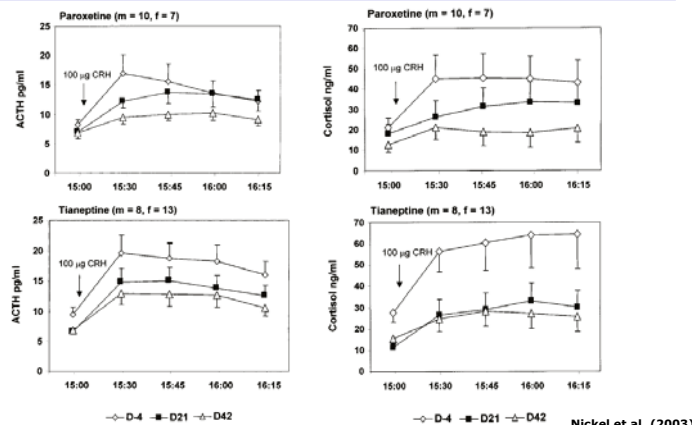 Paroxetine (m = 10, f = 7)
ACTH pg/ml
25
20
15
10
5
0
100 µg CRH
15:00 15:30 15:45 16:00 16:15
Paroxetine (m = 10, f = 7)
Cortisol ng/ml
70
60
50
40
30
20
10
0
100 µg CRH
15:00 15:30 15:45 16:00 16:15
Tianeptine (m = 8, f = 13)
ACTH pg/ml
25
20
15
10
5
0
100 µg CRH
15:00 15:30 15:45 16:00 16:15
D-4 D21 D42
Tianeptine (m = 8, f = 13)
Cortisol ng/ml
70
60
50
40
30
20
10
0
100 µg CRH
15:00 15:30 15:45 16:00 16:15
D-4 D21 D42
Nickel et al. (2003)